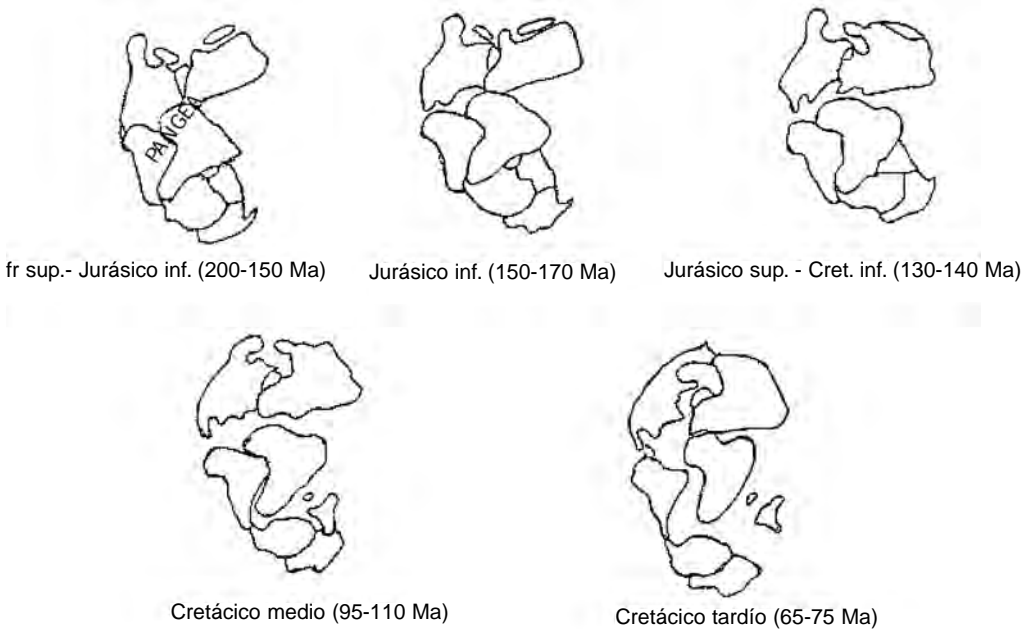 PANGEA
fr sup.- Jurásico inf. (200-150 Ma)
Jurásico inf. (150-170 Ma)
Jurásico sup. - Cret. inf. (130-140 Ma)
Cretácico medio (95-110 Ma)
Cretácico tardío (65-75 Ma)